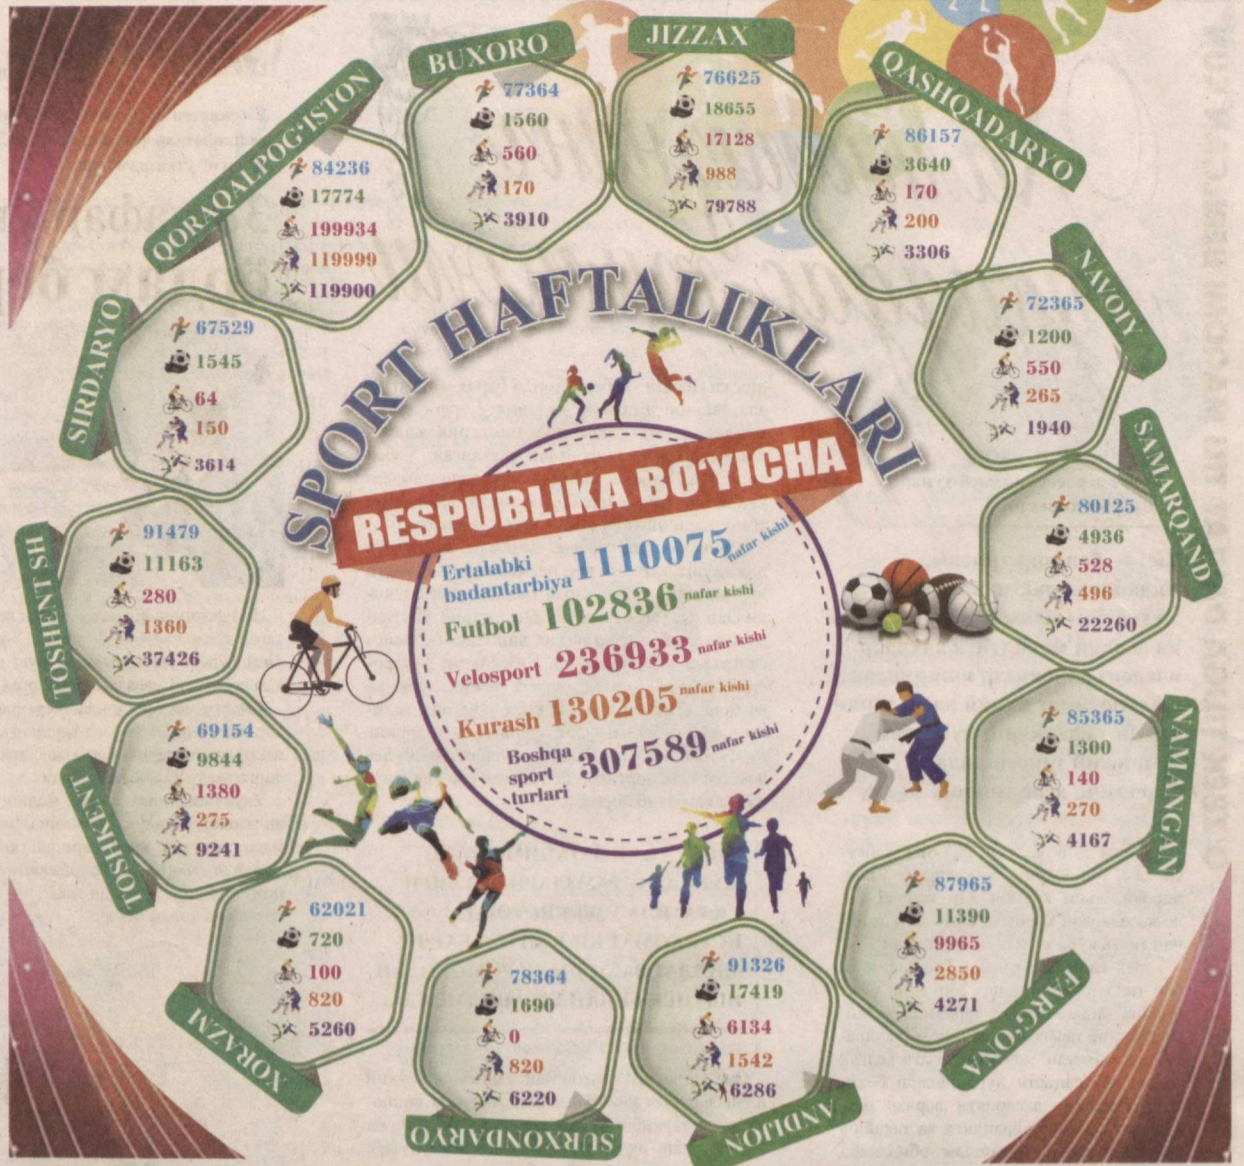 SPORT HAFTALIKLARI
RESPUBLIKA BO‘YICHA
Ertalabki
badantarbiya 1110075 nafar kishi
Futbol 102836 nafar kishi
Velosport 236933 nafar kishi
Kurash 130205 nafar kishi
Boshqa
sport
turlari 307589 nafar kishi
BUXORO
77364
1560
560
170
3910
JIZZAX
76625
18655
17128
988
79788
QASHQADARYO
86157
3640
170
200
3306
NAVOIY
72365
1200
550
265
1940
SAMARQAND
80125
4936
528
496
22260
NAMANGAN
85365
1300
140
270
4167
FARG‘ONA
87965
11390
9965
2850
4271
ANDIJON
91326
17419
6134
1542
6286
SURXONDARYO
78364
1690
0
820
6220
XORAZM
62021
720
100
820
5260
TOSHKENT
69154
9844
1380
275
9241
TOSHENT SH
91479
11163
280
1360
37426
SIRDARYO
67529
1545
64
150
3614
QORAQALPOG‘ISTON
84236
17774
199934
119999
119900